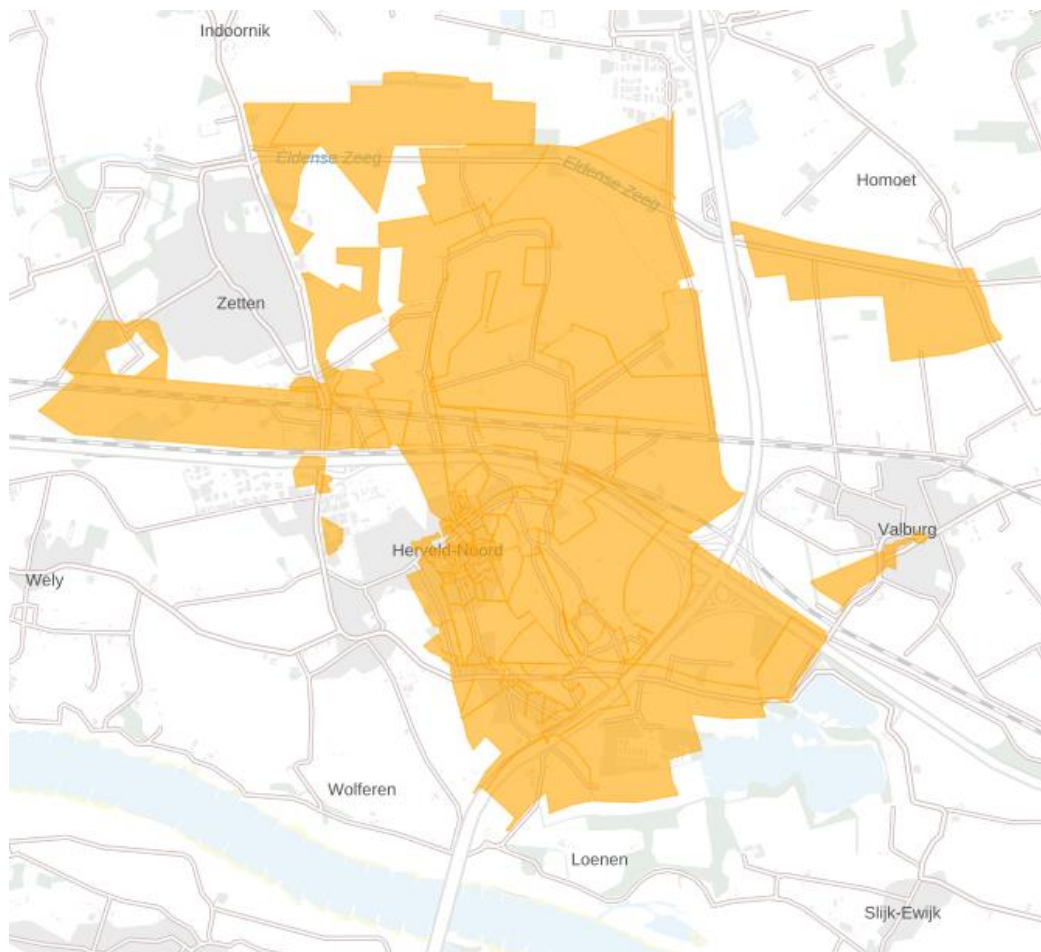 Indoornik
Eldense Zeeg
Eldense Zeeg
Homoet
Zetten
Valburg
Herveld-Noord
Wely
Wolferen
Loenen
Slijk-Ewijk